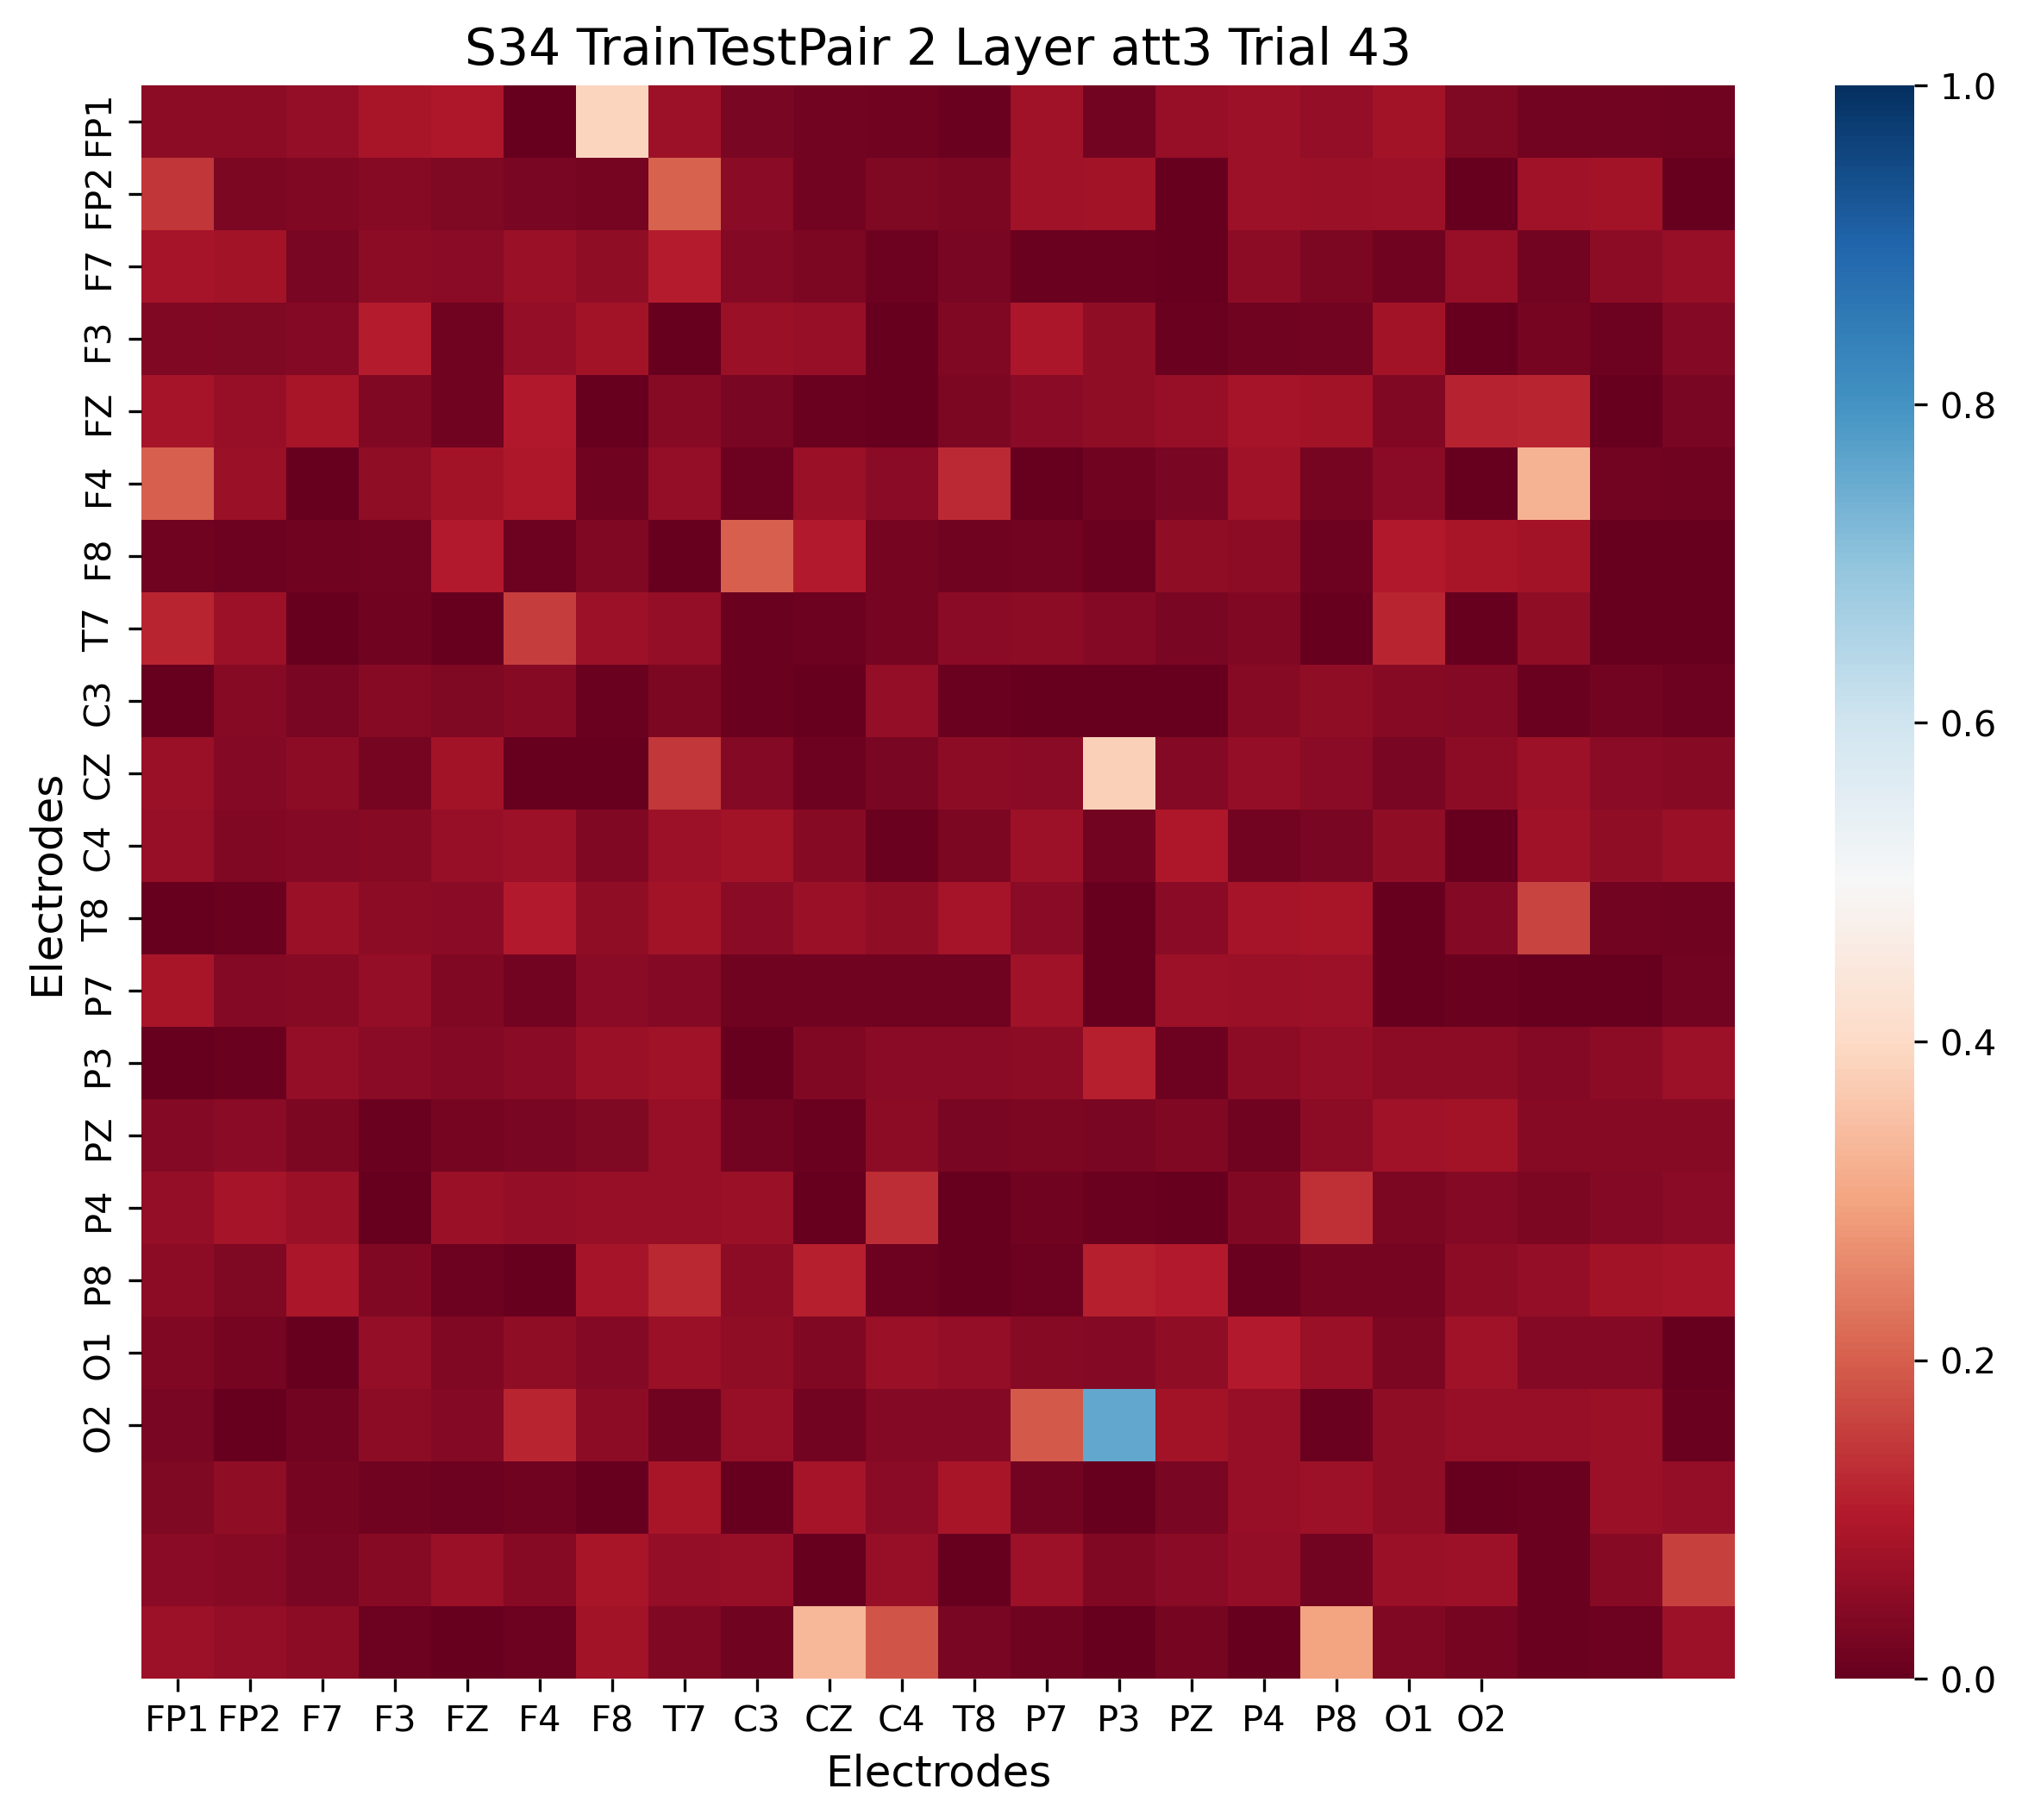 S34 TrainTestPair 2 Layer att3 Trial 43
Electrodes
FP1
FP2
F7
F3
FZ
F4
F8
T7
C3
CZ
C4
T8
P7
P3
PZ
P4
P8
O1
O2
FP1 FP2 F7 F3 FZ F4 F8 T7 C3 CZ C4 T8 P7 P3 PZ P4 P8 O1 O2
Electrodes
1.0
0.8
0.6
0.4
0.2
0.0